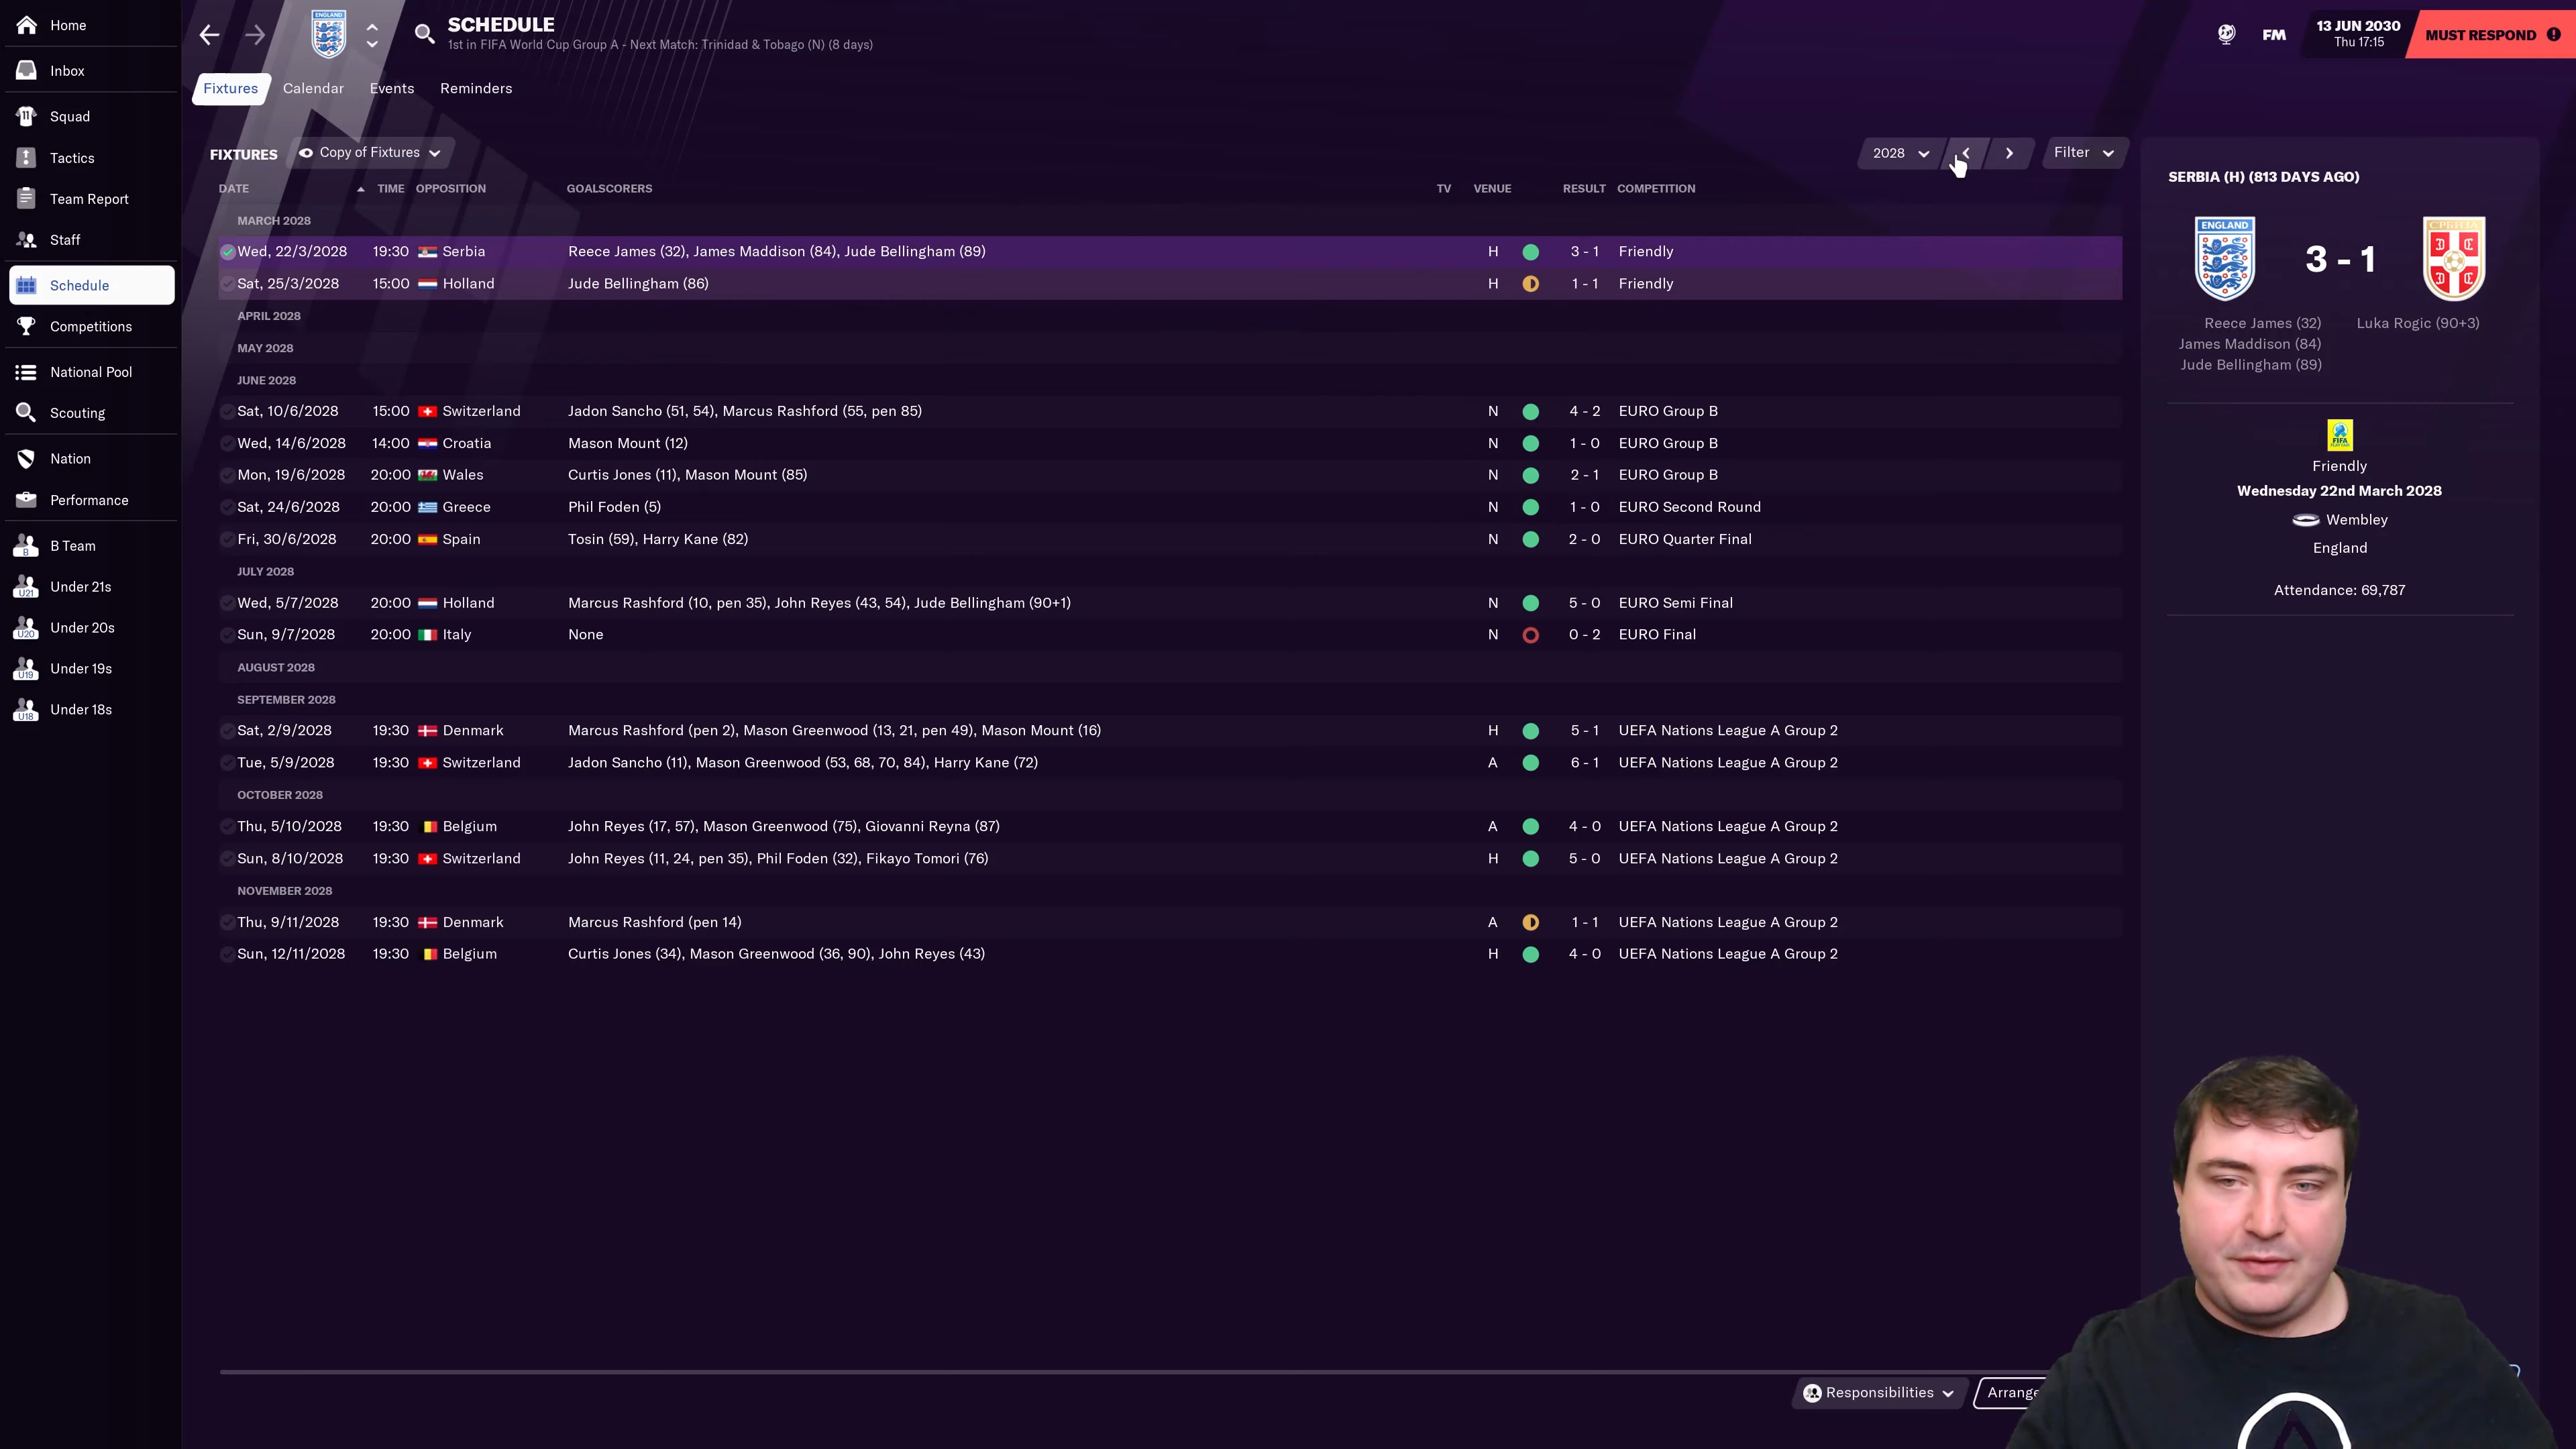 Home
Inbox
Squad
Tactics
Team Report
Staff
Schedule
Competitions
National Pool
Scouting
Nation
Performance
B Team
Under 21s
Under 20s
Under 19s
Under 18s
ENGLAND
SCHEDULE
1st in FIFA World Cup Group A - Next Match: Trinidad & Tobago (N) (8 days)
FM
13 JUN 2030
Thu 17:15
MUST RESPOND
Fixtures Calendar Events Reminders
FIXTURES Copy of Fixtures 2028 Filter
DATE TIME OPPOSITION GOALSCORERS TV VENUE RESULT COMPETITION
MARCH 2028
Wed, 22/3/2028 19:30 Serbia Reece James (32), James Maddison (84), Jude Bellingham (89) H 3 - 1 Friendly
Sat, 25/3/2028 15:00 Holland Jude Bellingham (86) H 1 - 1 Friendly
APRIL 2028
MAY 2028
JUNE 2028
Sat, 10/6/2028 15:00 Switzerland Jadon Sancho (51, 54), Marcus Rashford (55, pen 85) N 4 - 2 EURO Group B
Wed, 14/6/2028 14:00 Croatia Mason Mount (12) N 1 - 0 EURO Group B
Mon, 19/6/2028 20:00 Wales Curtis Jones (11), Mason Mount (85) N 2 - 1 EURO Group B
Sat, 24/6/2028 20:00 Greece Phil Foden (5) N 1 - 0 EURO Second Round
Fri, 30/6/2028 20:00 Spain Tosin (59), Harry Kane (82) N 2 - 0 EURO Quarter Final
JULY 2028
Wed, 5/7/2028 20:00 Holland Marcus Rashford (10, pen 35), John Reyes (43, 54), Jude Bellingham (90+1) N 5 - 0 EURO Semi Final
Sun, 9/7/2028 20:00 Italy None N 0 - 2 EURO Final
AUGUST 2028
SEPTEMBER 2028
Sat, 2/9/2028 19:30 Denmark Marcus Rashford (pen 2), Mason Greenwood (13, 21, pen 49), Mason Mount (16) H 5 - 1 UEFA Nations League A Group 2
Tue, 5/9/2028 19:30 Switzerland Jadon Sancho (11), Mason Greenwood (53, 68, 70, 84), Harry Kane (72) A 6 - 1 UEFA Nations League A Group 2
OCTOBER 2028
Thu, 5/10/2028 19:30 Belgium John Reyes (17, 57), Mason Greenwood (75), Giovanni Reyna (87) A 4 - 0 UEFA Nations League A Group 2
Sun, 8/10/2028 19:30 Switzerland John Reyes (11, 24, pen 35), Phil Foden (32), Fikayo Tomori (76) H 5 - 0 UEFA Nations League A Group 2
NOVEMBER 2028
Thu, 9/11/2028 19:30 Denmark Marcus Rashford (pen 14) A 1 - 1 UEFA Nations League A Group 2
Sun, 12/11/2028 19:30 Belgium Curtis Jones (34), Mason Greenwood (36, 90), John Reyes (43) H 4 - 0 UEFA Nations League A Group 2
SERBIA (H) (813 DAYS AGO)
ENGLAND
3 - 1
Reece James (32) Luka Rogic (90+3)
James Maddison (84)
Jude Bellingham (89)
FIFA
Friendly
Wednesday 22nd March 2028
Wembley
England
Attendance: 69,787
Responsibilities Arrange